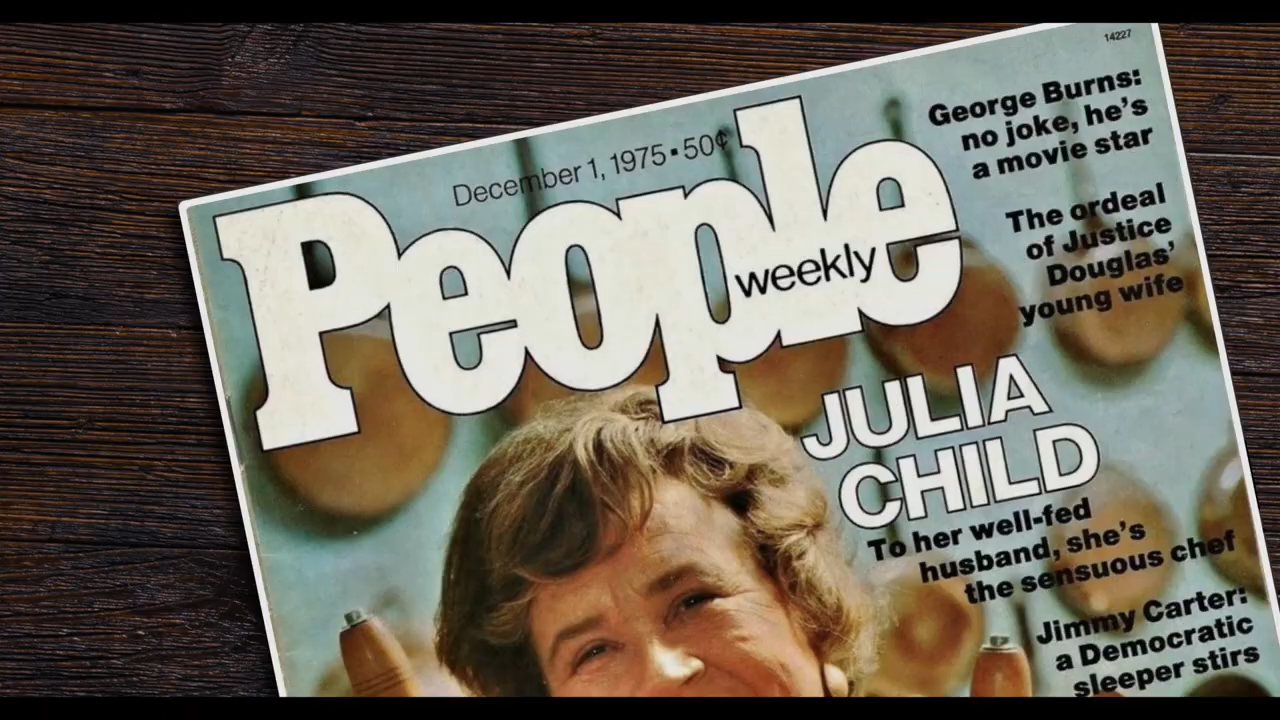 14227
December 1, 1975 ▪ 50¢
People
weekly
George Burns:
no joke, he's
a movie star
The ordeal
of Justice
Douglas'
young wife
JULIA
CHILD
To her well-fed
husband, she's
the sensuous chef
Jimmy Carter:
a Democratic
sleeper stirs